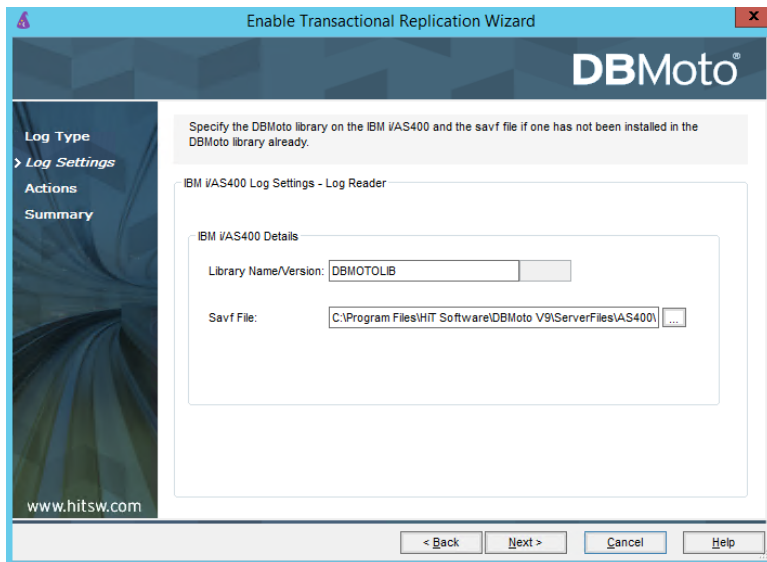 Enable Transactional Replication Wizard
x
DBMoto®
Log Type
> Log Settings
Actions
Summary
Specify the DBMoto library on the IBM i/AS400 and the savf file if one has not been installed in the
DBMoto library already.
IBM i/AS400 Log Settings - Log Reader
IBM i/AS400 Details
Library Name/Version: DBMOTOLIB
Savf File: C:\Program Files\HiT Software\DBMoto V9\ServerFiles\AS400\ ...
www.hitsw.com
< Back Next > Cancel Help